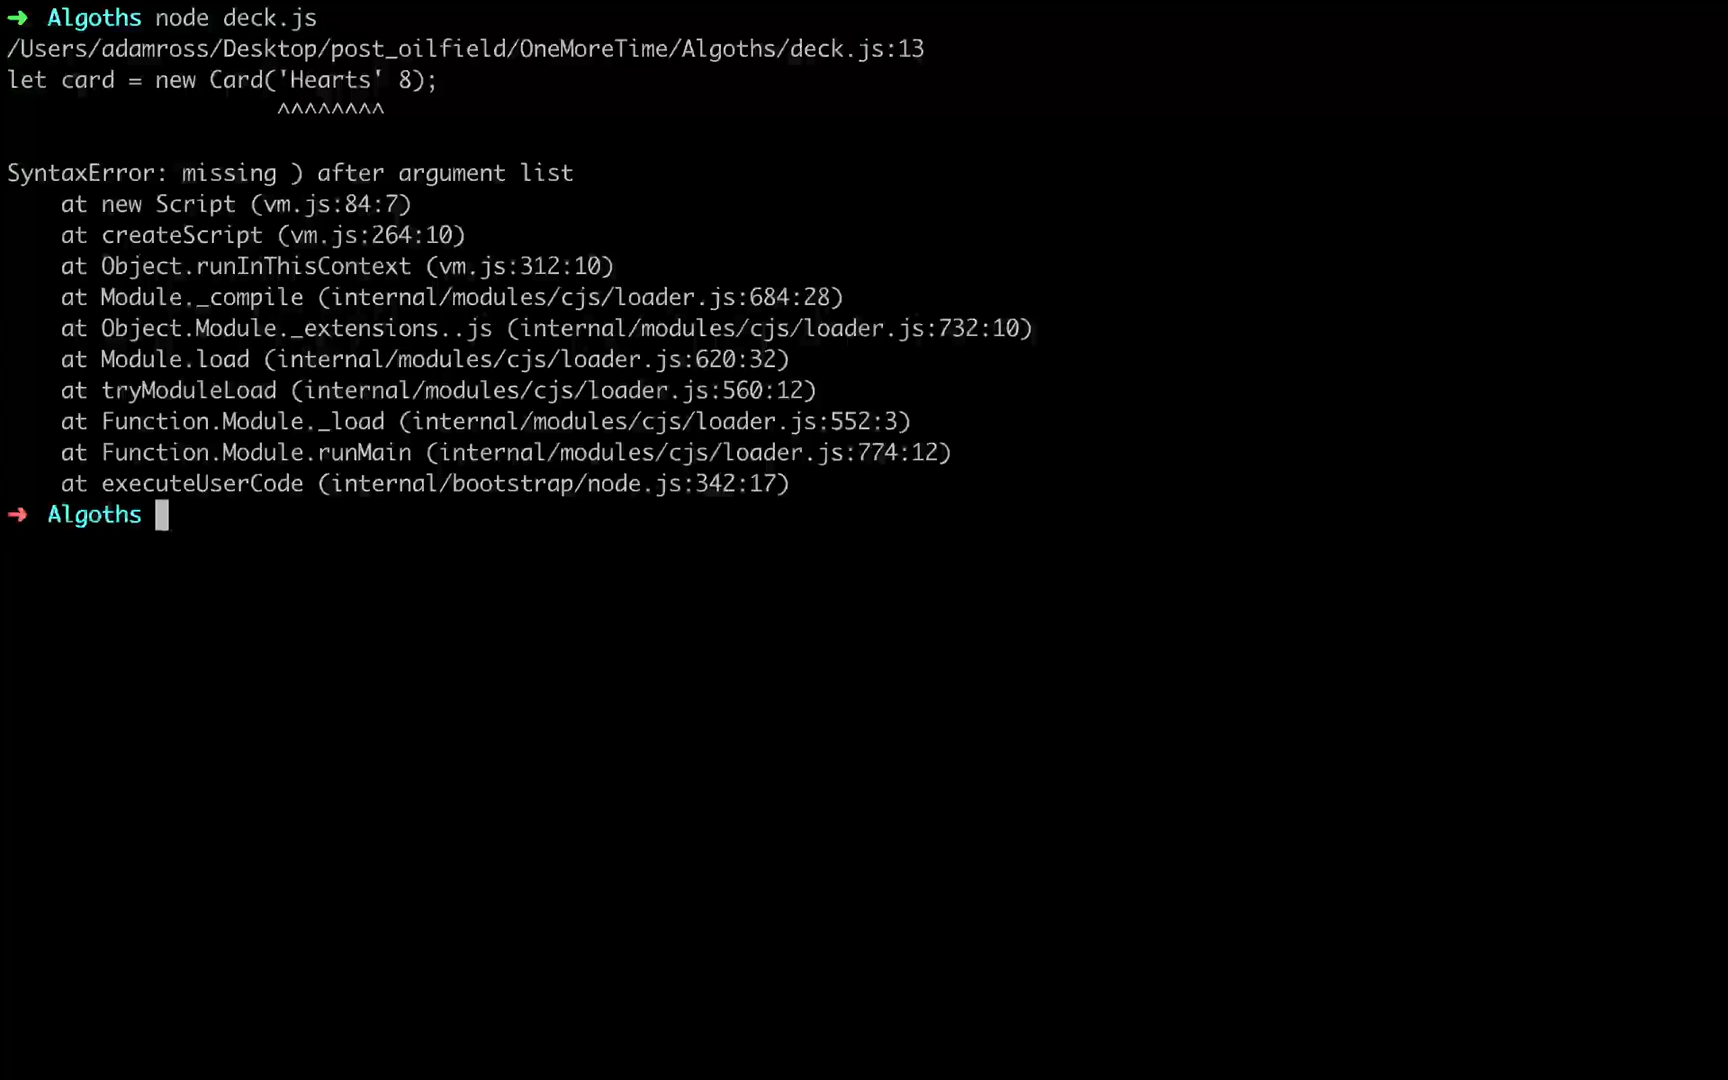 ➜ Algoths node deck.js
/Users/adamross/Desktop/post_oilfield/OneMoreTime/Algoths/deck.js:13
let card = new Card('Hearts' 8);
                    ^^^^^^^^
SyntaxError: missing ) after argument list
    at new Script (vm.js:84:7)
    at createScript (vm.js:264:10)
    at Object.runInThisContext (vm.js:312:10)
    at Module._compile (internal/modules/cjs/loader.js:684:28)
    at Object.Module._extensions..js (internal/modules/cjs/loader.js:732:10)
    at Module.load (internal/modules/cjs/loader.js:620:32)
    at tryModuleLoad (internal/modules/cjs/loader.js:560:12)
    at Function.Module._load (internal/modules/cjs/loader.js:552:3)
    at Function.Module.runMain (internal/modules/cjs/loader.js:774:12)
    at executeUserCode (internal/bootstrap/node.js:342:17)
➜ Algoths